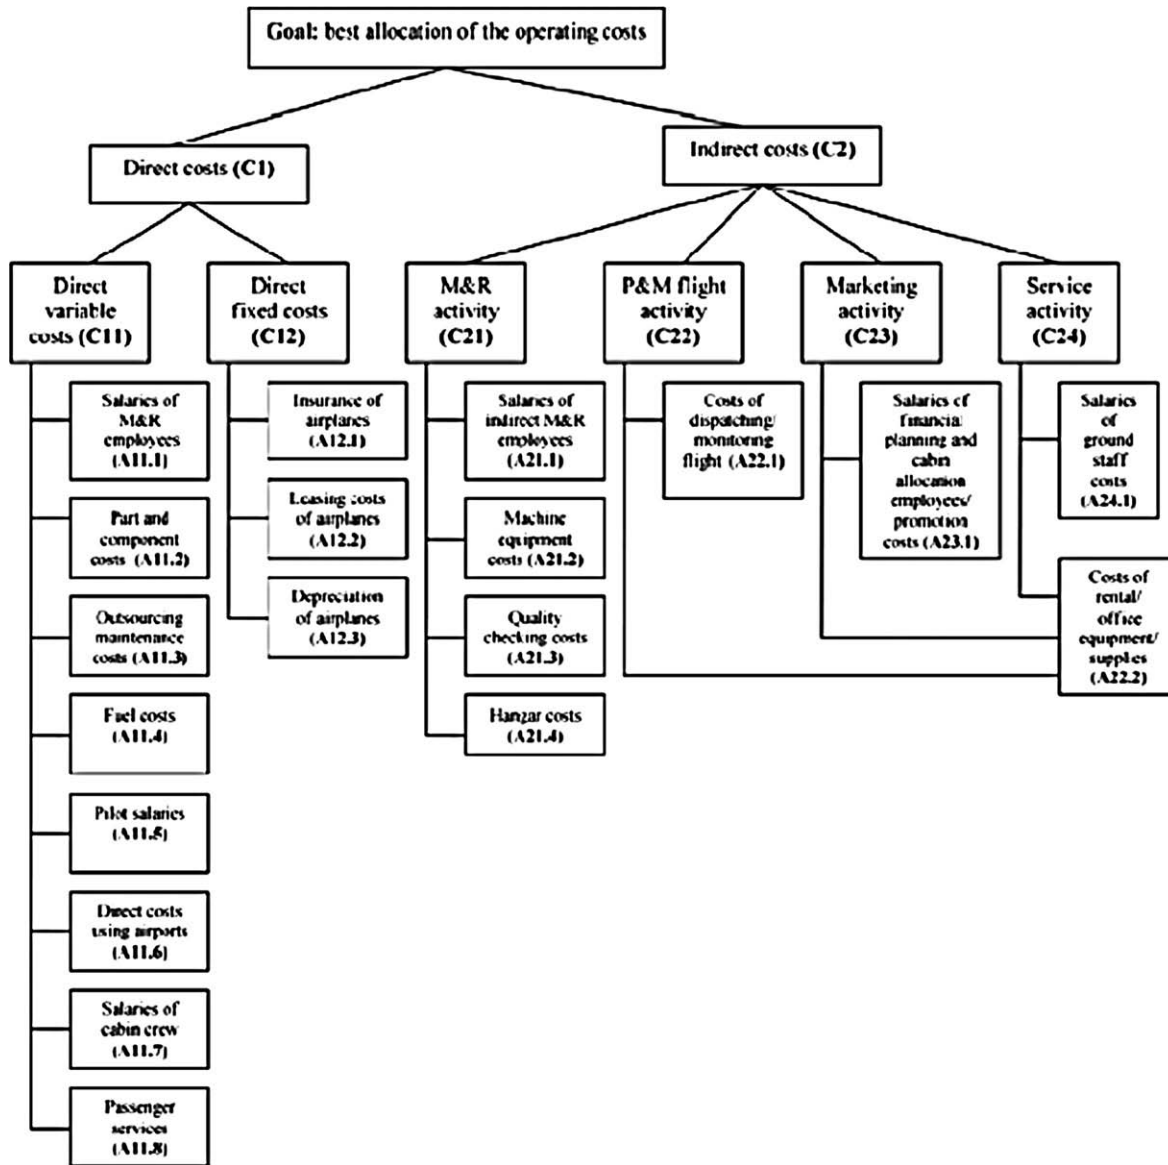 Goal: best allocation of the operating costs
Direct costs (C1)
Indirect costs (C2)
Direct
variable
costs (C11)
Direct
fixed costs
(C12)
M&R
activity
(C21)
P&M flight
activity
(C22)
Marketing
activity
(C23)
Service
activity
(C24)
Salaries of
M&R
employees
(A11.1)
Part and
component
costs (A11.2)
Outsourcing
maintenance
costs (A11.3)
Fuel costs
(A11.4)
Pilot salaries
(A11.5)
Direct costs
using airports
(A11.6)
Salaries of
cabin crew
(A11.7)
Passenger
services
(A11.8)
Insurance of
airplanes
(A12.1)
Leasing costs
of airplanes
(A12.2)
Depreciation
of airplanes
(A12.3)
Salaries of
indirect M&R
employees
(A21.1)
Machine
equipment
costs (A21.2)
Quality
checking costs
(A21.3)
Hangar costs
(A21.4)
Costs of
dispatching/
monitoring
flight (A22.1)
Salaries of
financial
planning and
cabin
allocation
employees/
promotion
costs (A23.1)
Salaries
of
ground
staff
costs
(A24.1)
Costs of
rental/
office
equipment/
supplies
(A22.2)